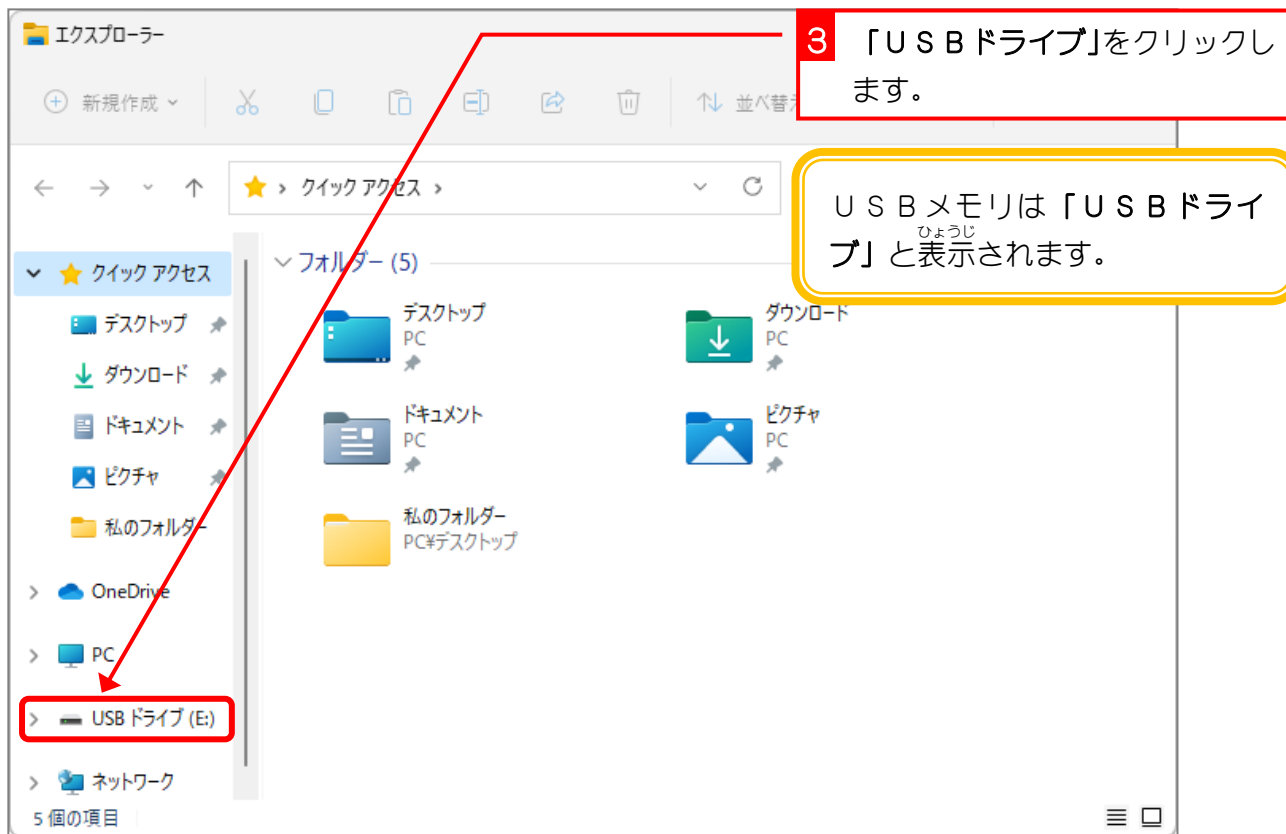 エクスプローラー
3 「ＵＳＢドライブ」をクリックし
ます。
新規作成
並べ替
クイック アクセス
ＵＳＢメモリは「ＵＳＢドライ
ひょうじ
ブ」と表示されます。
クイック アクセス
デスクトップ
ダウンロード
ドキュメント
ピクチャ
私のフォルダー
OneDrive
PC
USB ドライブ (E:)
ネットワーク
フォルダー (5)
デスクトップ
PC
ダウンロード
PC
ドキュメント
PC
ピクチャ
PC
私のフォルダー
PC¥デスクトップ
5 個の項目